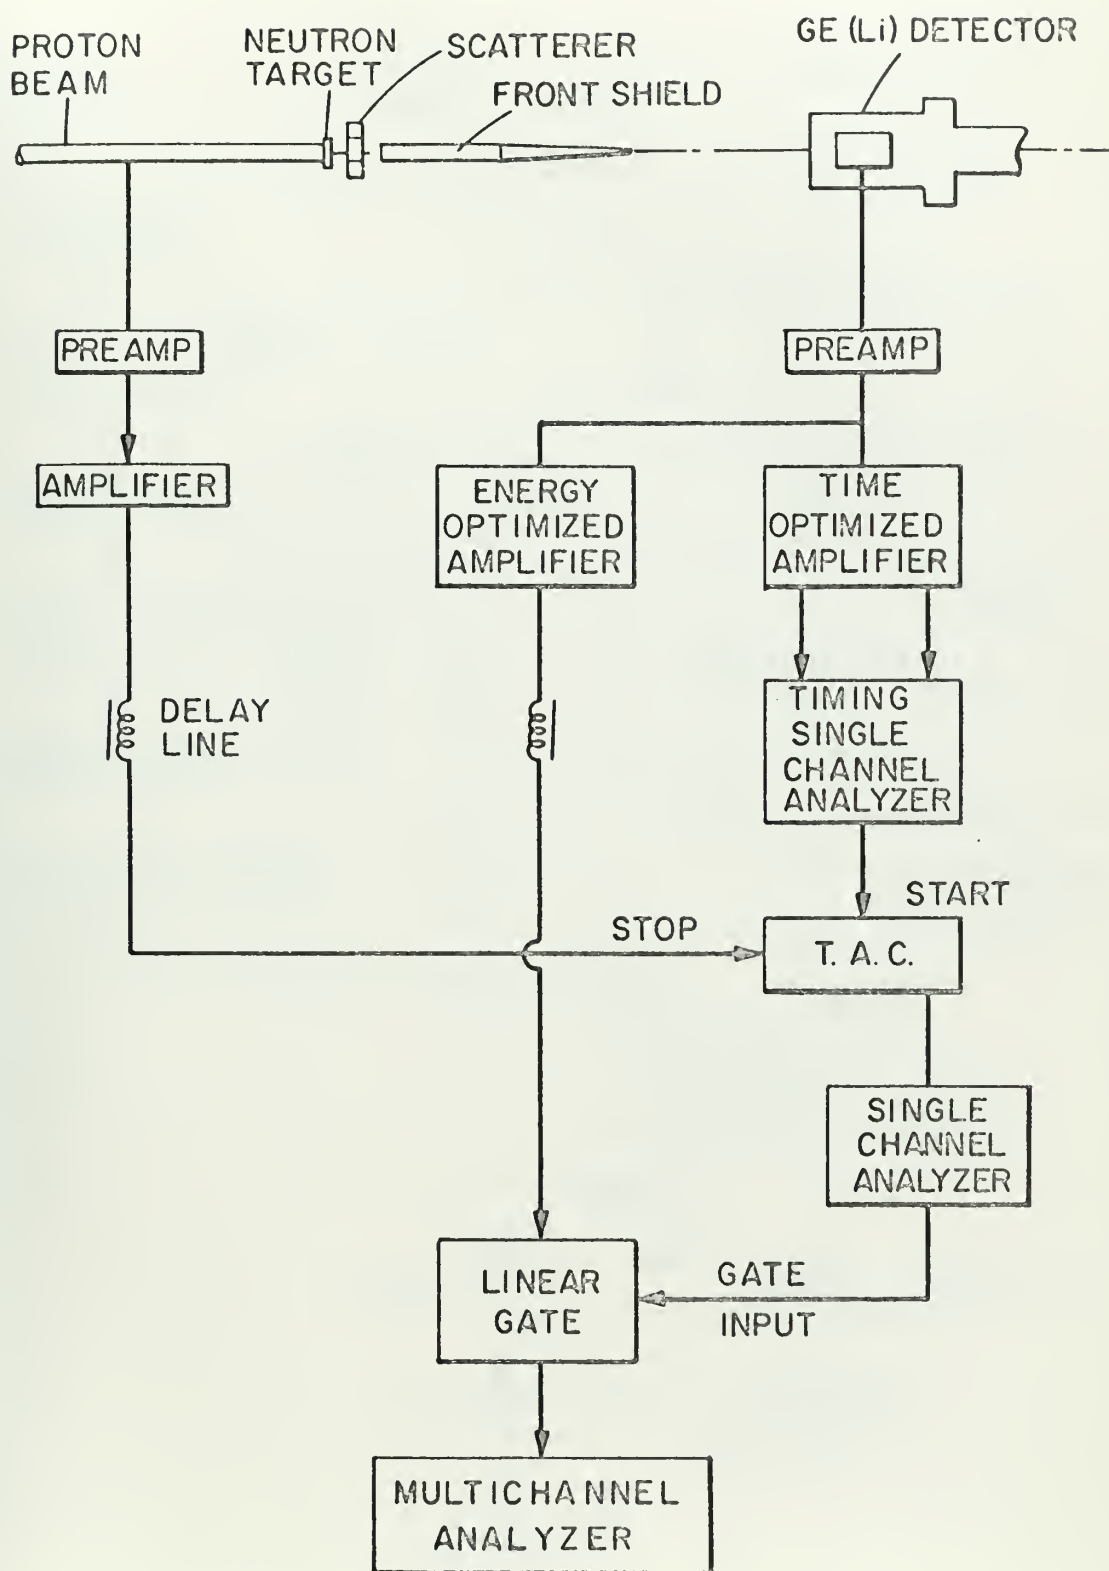 PROTON
BEAM
NEUTRON
TARGET
SCATTERER
FRONT SHIELD
GE (Li) DETECTOR
PREAMP
PREAMP
AMPLIFIER
ENERGY
OPTIMIZED
AMPLIFIER
TIME
OPTIMIZED
AMPLIFIER
DELAY
LINE
TIMING
SINGLE
CHANNEL
ANALYZER
START
STOP
T. A. C.
SINGLE
CHANNEL
ANALYZER
LINEAR
GATE
GATE
INPUT
MULTICHANNEL
ANALYZER